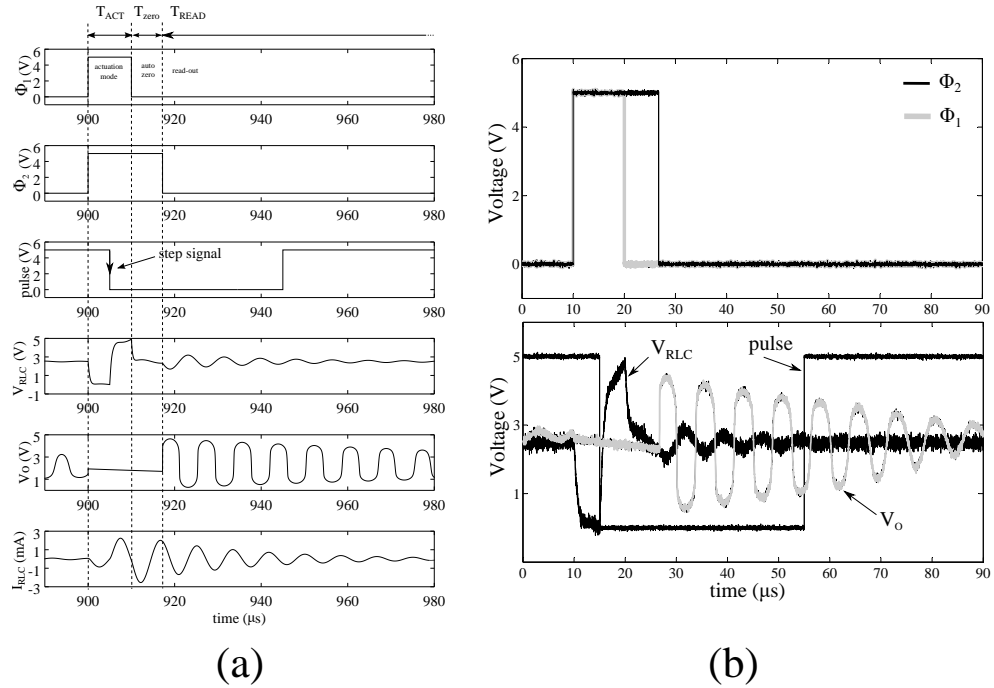 T_ACT T_zero T_READ
Φ_1 (V)
6
4
2
0
actuation mode
auto zero
read-out
900 920 940 960 980
Φ_2 (V)
6
4
2
0
900 920 940 960 980
pulse (V)
6
4
2
0
step signal
900 920 940 960 980
V_RLC (V)
5
3
1
-1
900 920 940 960 980
Vo (V)
5
3
1
900 920 940 960 980
I_RLC (mA)
3
1
-1
-3
900 920 940 960 980
time (μs)
(a)
Voltage (V)
6
4
2
0
Φ_2
Φ_1
0 10 20 30 40 50 60 70 80 90
Voltage (V)
5
3
1
V_RLC
pulse
V_O
0 10 20 30 40 50 60 70 80 90
time (μs)
(b)